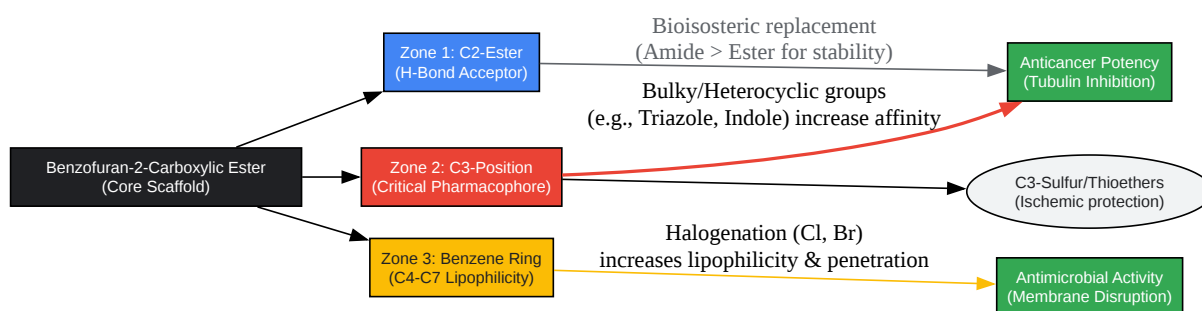 Benzofuran-2-Carboxylic Ester
(Core Scaffold)
Zone 1: C2-Ester
(H-Bond Acceptor)
Bioisosteric replacement
(Amide > Ester for stability)
Anticancer Potency
(Tubulin Inhibition)
Zone 2: C3-Position
(Critical Pharmacophore)
Bulky/Heterocyclic groups
(e.g., Triazole, Indole) increase affinity
C3-Sulfur/Thioethers
(Ischemic protection)
Zone 3: Benzene Ring
(C4-C7 Lipophilicity)
Halogenation (Cl, Br)
increases lipophilicity & penetration
Antimicrobial Activity
(Membrane Disruption)